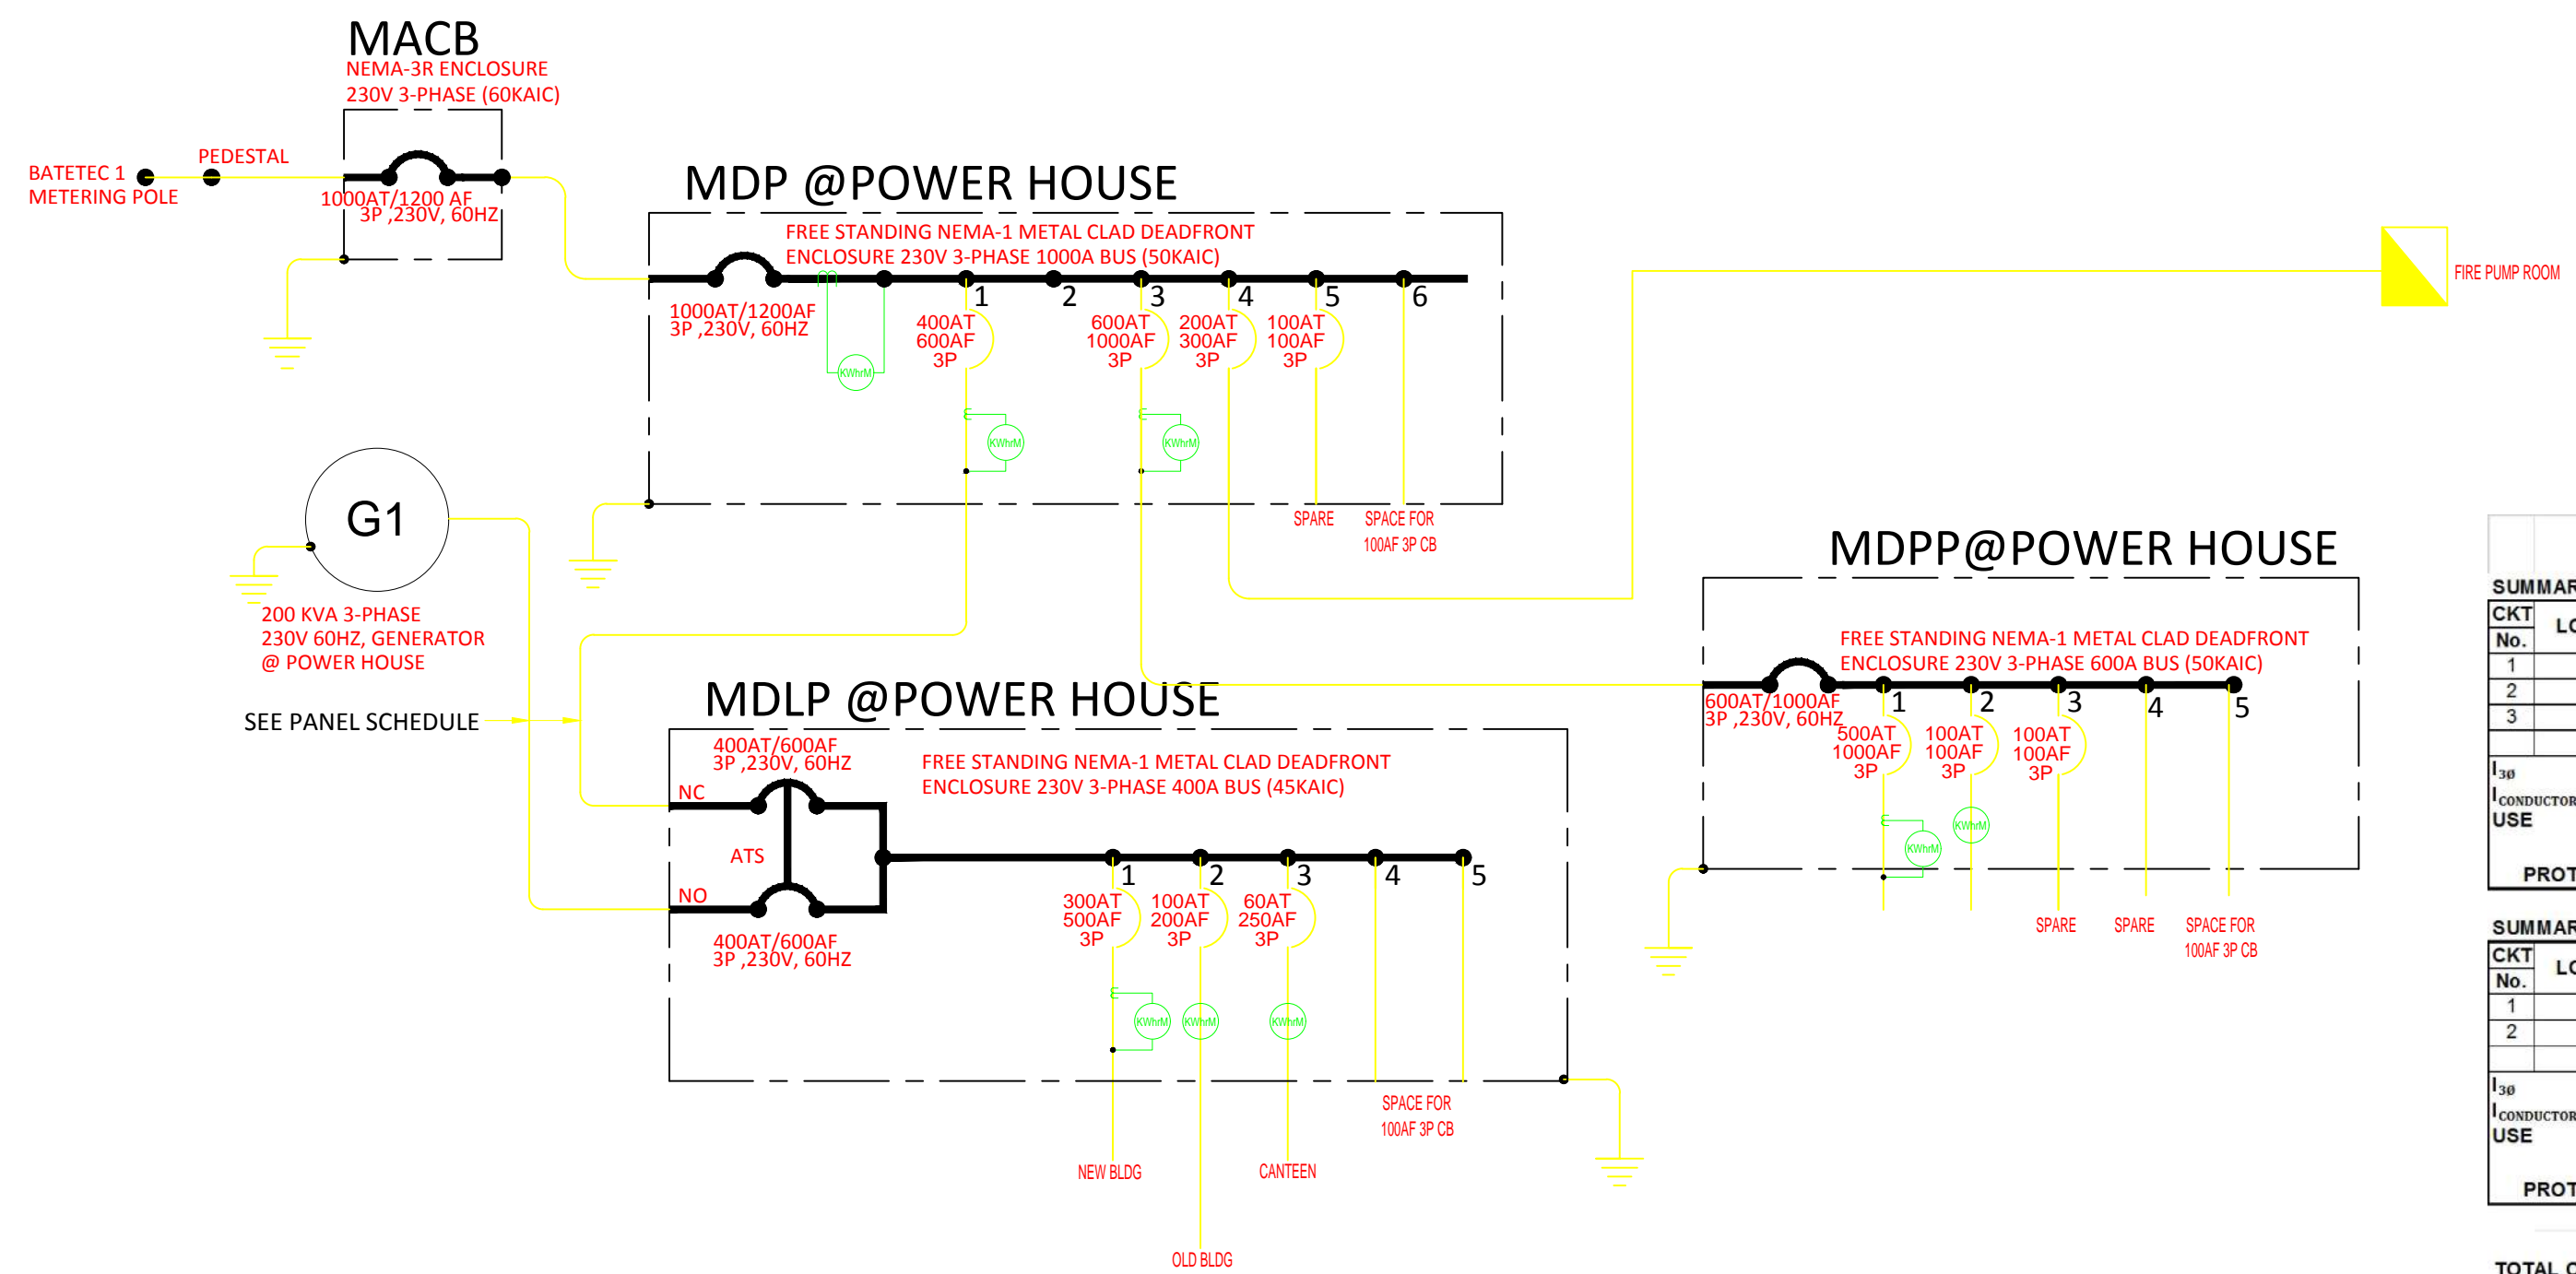 MACB
NEMA-3R ENCLOSURE
230V 3-PHASE (60KAIC)
BATETEC 1
METERING POLE
PEDESTAL
1000AT/1200 AF
3P ,230V, 60HZ
MDP @POWER HOUSE
FREE STANDING NEMA-1 METAL CLAD DEADFRONT
ENCLOSURE 230V 3-PHASE 1000A BUS (50KAIC)
1000AT/1200AF
3P ,230V, 60HZ
KWhrM
1
400AT
600AF
3P
KWhrM
2
3
600AT
1000AF
3P
KWhrM
4
200AT
300AF
3P
5
100AT
100AF
3P
6
SPARE
SPACE FOR
100AF 3P CB
FIRE PUMP ROOM
G1
200 KVA 3-PHASE
230V 60HZ, GENERATOR
@ POWER HOUSE
SEE PANEL SCHEDULE
MDLP @POWER HOUSE
400AT/600AF
3P ,230V, 60HZ
FREE STANDING NEMA-1 METAL CLAD DEADFRONT
ENCLOSURE 230V 3-PHASE 400A BUS (45KAIC)
NC
ATS
NO
400AT/600AF
3P ,230V, 60HZ
1
300AT
500AF
3P
KWhrM
2
100AT
200AF
3P
KWhrM
3
60AT
250AF
3P
KWhrM
4
5
SPACE FOR
100AF 3P CB
NEW BLDG
OLD BLDG
CANTEEN
MDPP@POWER HOUSE
FREE STANDING NEMA-1 METAL CLAD DEADFRONT
ENCLOSURE 230V 3-PHASE 600A BUS (50KAIC)
600AT/1000AF
3P ,230V, 60HZ
1
500AT
1000AF
3P
KWhrM
2
100AT
100AF
3P
KWhrM
3
100AT
100AF
3P
4
5
SPARE
SPARE
SPACE FOR
100AF 3P CB
SUMMAR
CKT LO
No.
1
2
3
I3ø
ICONDUCTOR
USE
PROT
SUMMAR
CKT LO
No.
1
2
I3ø
ICONDUCTOR
USE
PROT
TOTAL C